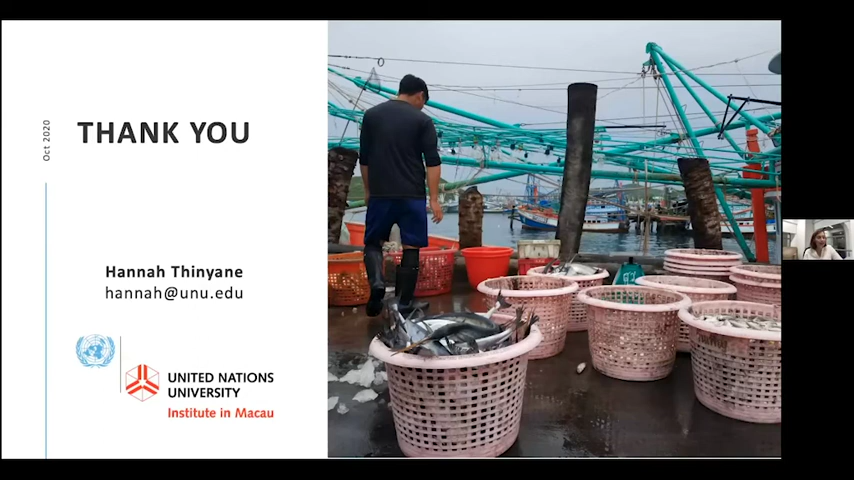 Oct 2020
THANK YOU
Hannah Thinyane
hannah@unu.edu
UNITED NATIONS
UNIVERSITY
Institute in Macau